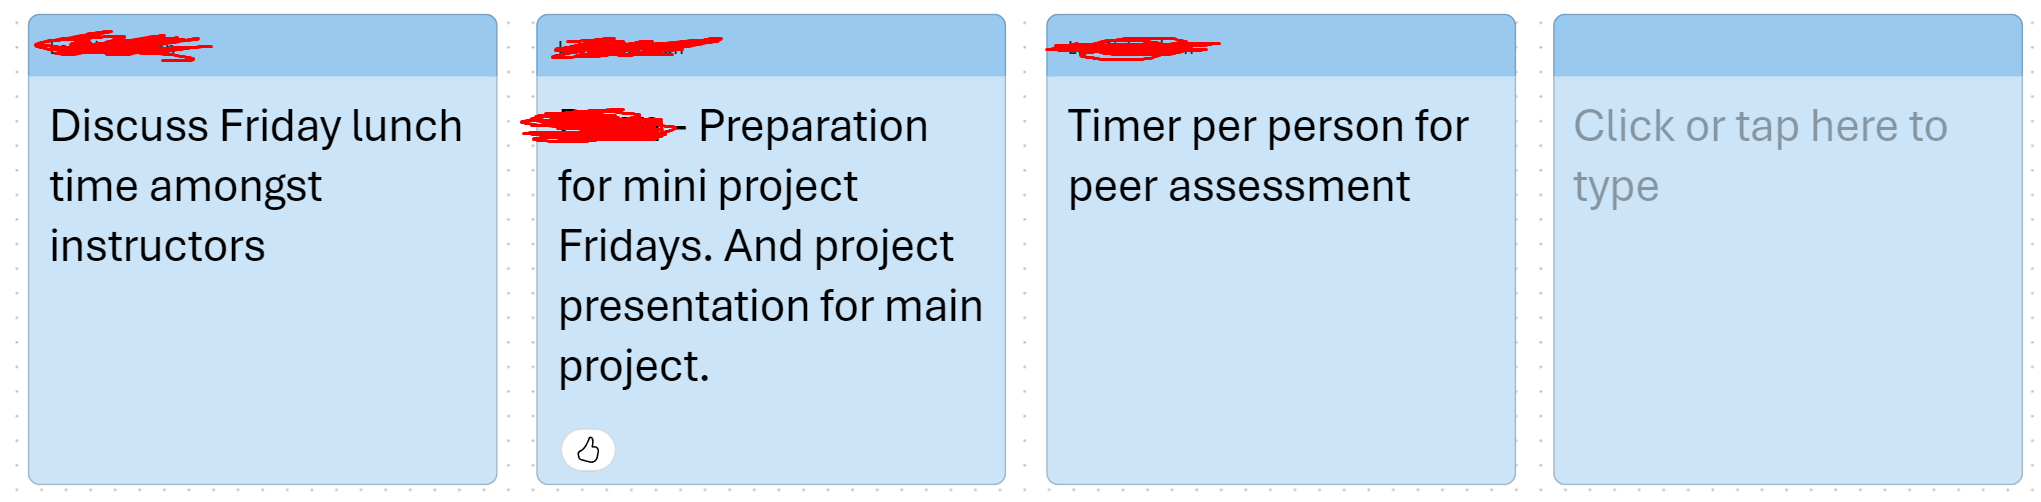 Discuss Friday lunch
time amongst
instructors
- Preparation
for mini project
Fridays. And project
presentation for main
project.
Timer per person for
peer assessment
Click or tap here to
type